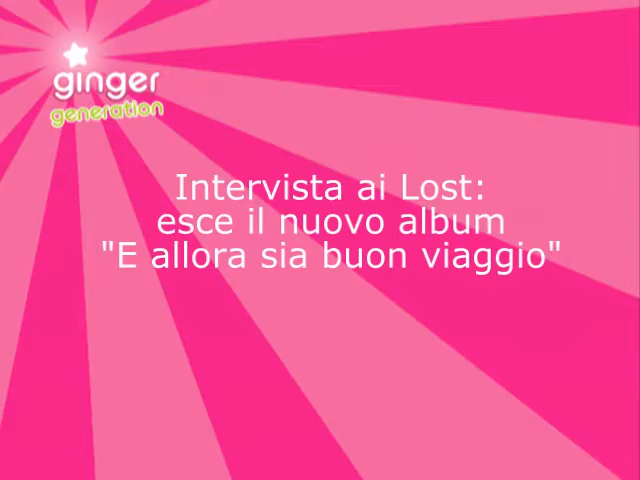 ginger
generation
Intervista ai Lost:
esce il nuovo album
"E allora sia buon viaggio"